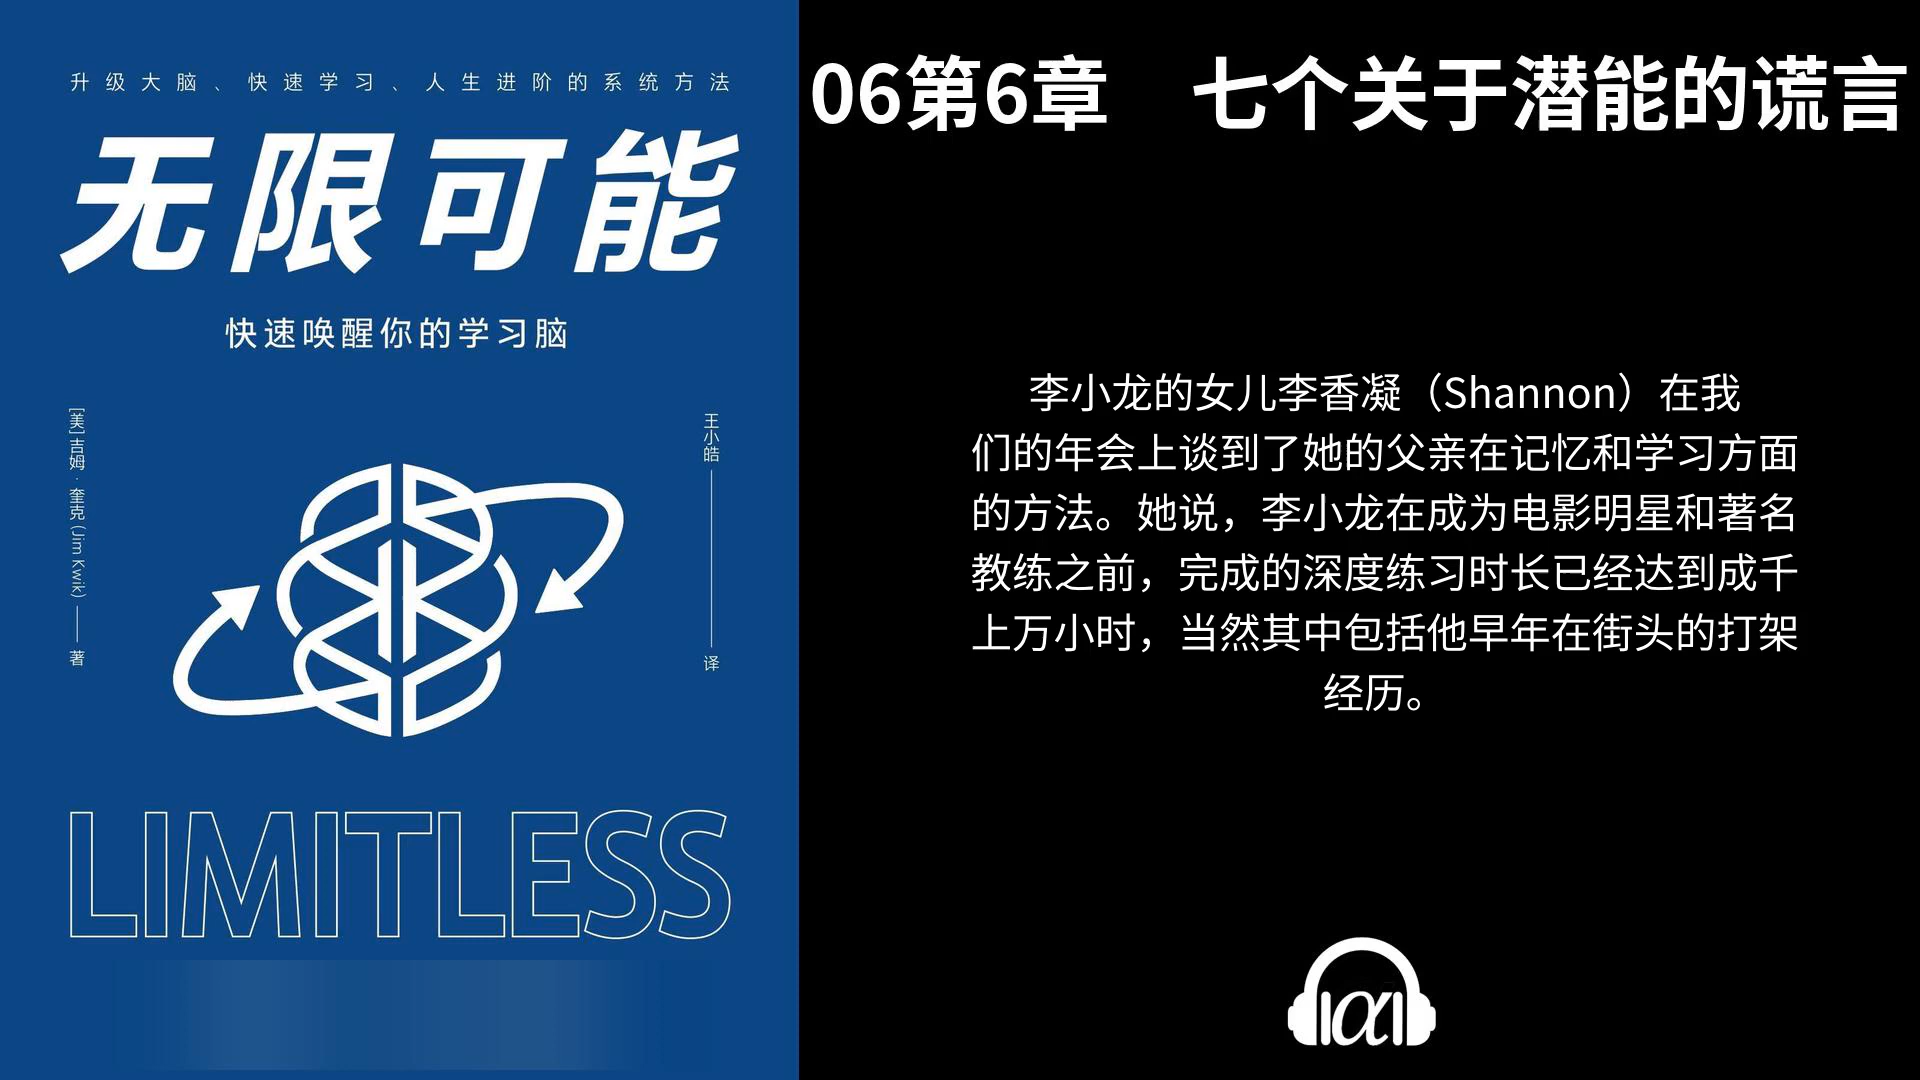 升级大脑、快速学习、人生进阶的系统方法
无限可能
快速唤醒你的学习脑
[美]吉姆·奎克(Jim Kwik)——著
王小皓——译
LIMITLESS
06第6章　七个关于潜能的谎言
李小龙的女儿李香凝（Shannon）在我
们的年会上谈到了她的父亲在记忆和学习方面
的方法。她说，李小龙在成为电影明星和著名
教练之前，完成的深度练习时长已经达到成千
上万小时，当然其中包括他早年在街头的打架
经历。
α